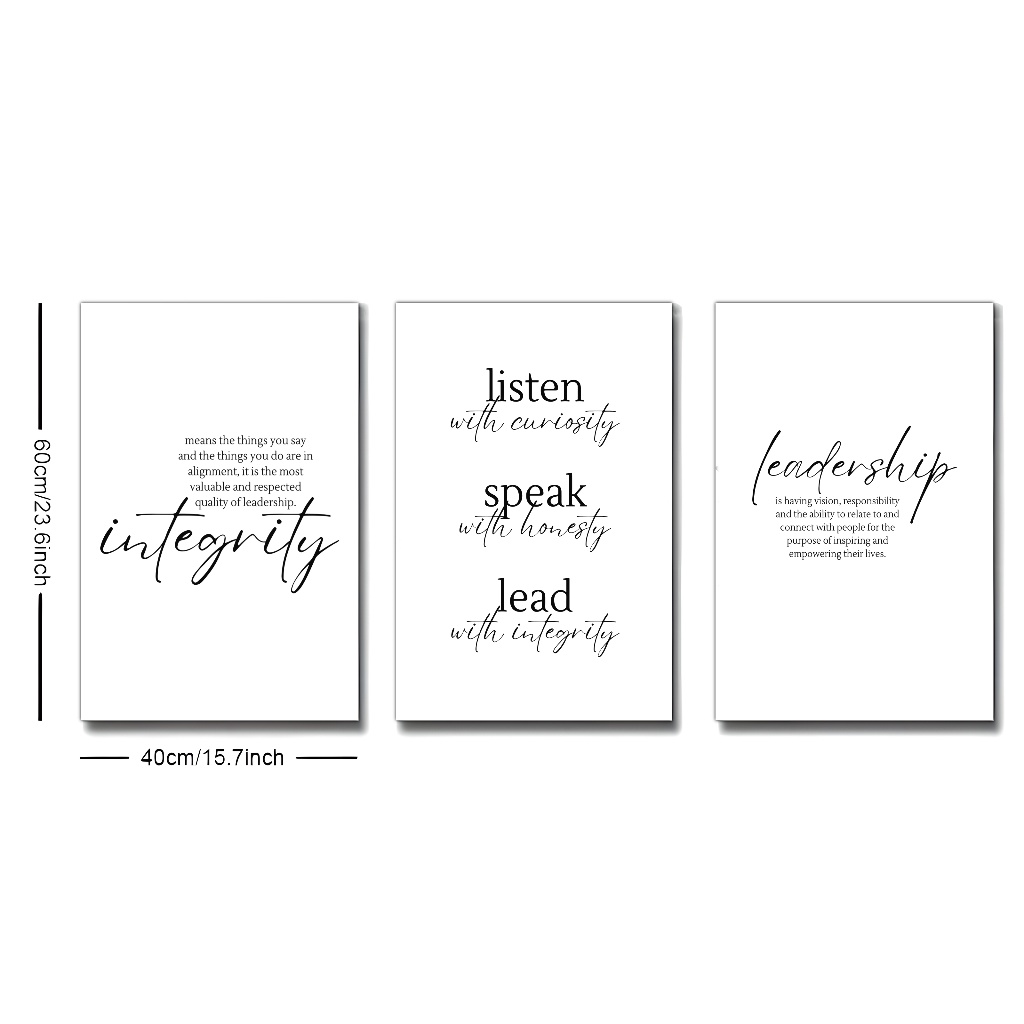 60cm/23.6inch
means the things you say
and the things you do are in
alignment, it is the most
valuable and respected
quality of leadership.
integrity
40cm/15.7inch
listen
with curiosity
speak
with honesty
lead
with integrity
leadership
is having vision, responsibility
and the ability to relate to and
connect with people for the
purpose of inspiring and
empowering their lives.